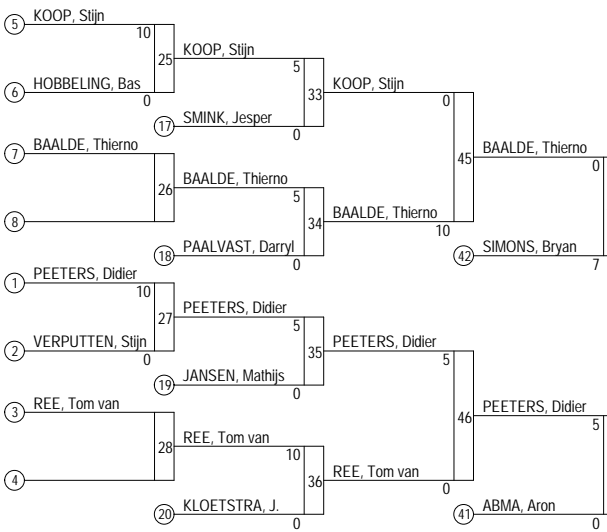 5 KOOP, Stijn
10
25 KOOP, Stijn
5
6 HOBBELING, Bas
0
33 KOOP, Stijn
0
17 SMINK, Jesper
0
7 BAALDE, Thierno
45 BAALDE, Thierno
0
26 BAALDE, Thierno
5
8
34 BAALDE, Thierno
10
18 PAALVAST, Darryl
0
42 SIMONS, Bryan
7
1 PEETERS, Didier
10
27 PEETERS, Didier
5
2 VERPUTTEN, Stijn
0
35 PEETERS, Didier
5
19 JANSEN, Mathijs
0
3 REE, Tom van
46 PEETERS, Didier
5
28 REE, Tom van
10
4
36 REE, Tom van
0
20 KLOETSTRA, J.
0
41 ABMA, Aron
0